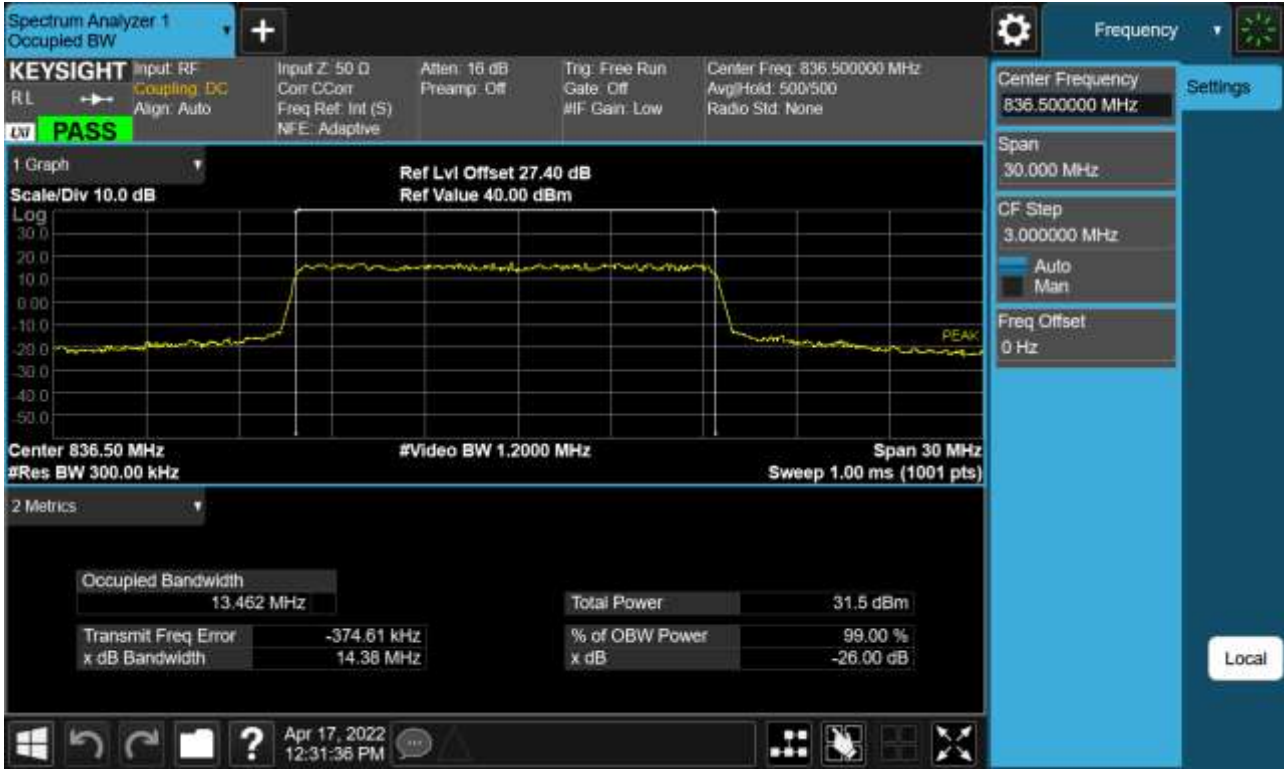 Spectrum Analyzer 1
Occupied BW
+
Frequency
KEYSIGHT
RL
LXI
PASS
Input: RF
Coupling: DC
Align: Auto
Input Z: 50 Ω
Corr CCorr
Freq Ref: Int (S)
NFE: Adaptive
Atten: 16 dB
Preamp: Off
Trig: Free Run
Gate: Off
#IF Gain: Low
Center Freq: 836.500000 MHz
Avg|Hold: 500/500
Radio Std: None
Center Frequency
836.500000 MHz
Settings
Span
30.000 MHz
CF Step
3.000000 MHz
Auto
Man
Freq Offset
0 Hz
1 Graph
Scale/Div 10.0 dB
Ref Lvl Offset 27.40 dB
Ref Value 40.00 dBm
Log
30.0
20.0
10.0
0.00
-10.0
-20.0
-30.0
-40.0
-50.0
PEAK
Center 836.50 MHz
#Video BW 1.2000 MHz
Span 30 MHz
#Res BW 300.00 kHz
Sweep 1.00 ms (1001 pts)
2 Metrics
Occupied Bandwidth
13.462 MHz
Total Power 31.5 dBm
Transmit Freq Error -374.61 kHz
% of OBW Power 99.00 %
x dB Bandwidth 14.38 MHz
x dB -26.00 dB
Local
?
Apr 17, 2022
12:31:36 PM